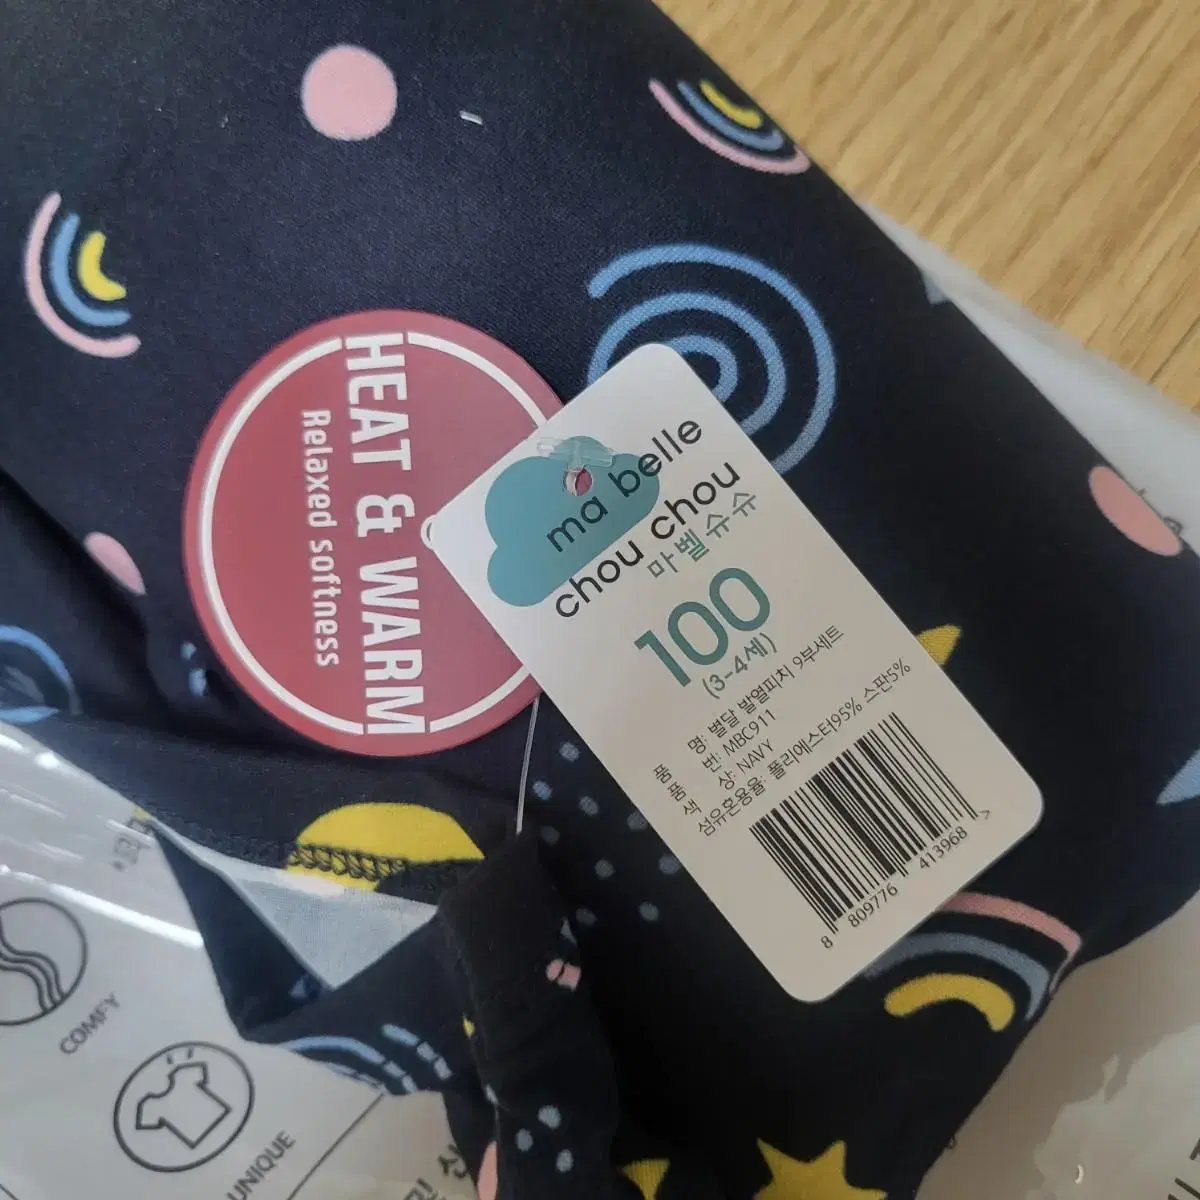 HEAT & WARM
Relaxed softness
ma belle
chou chou
마벨슈슈
100
(3-4세)
품 명: 별달 발열피치 9부세트
품 번: MBC911
색 상: NAVY
섬유혼용율: 폴리에스터95% 스판5%
8 809776 413968 >
COMFY
UNIQUE